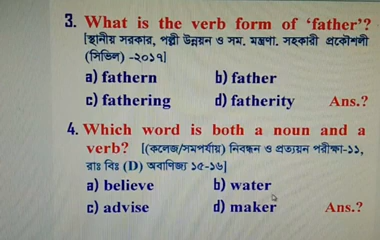 3. What is the verb form of ‘father’?
[স্থানীয় সরকার, পল্লী উন্নয়ন ও সম. মন্ত্রণা. সহকারী প্রকৌশলী
(সিভিল) -২০১৭]
a) fathern b) father
c) fathering d) fatherity Ans.?
4. Which word is both a noun and a
verb? [(কলেজ/সমপর্যায়) নিবন্ধন ও প্রত্যয়ন পরীক্ষা-১১,
রাঃ বিঃ (D) অবাণিজ্য ১৫-১৬]
a) believe b) water
c) advise d) maker Ans.?